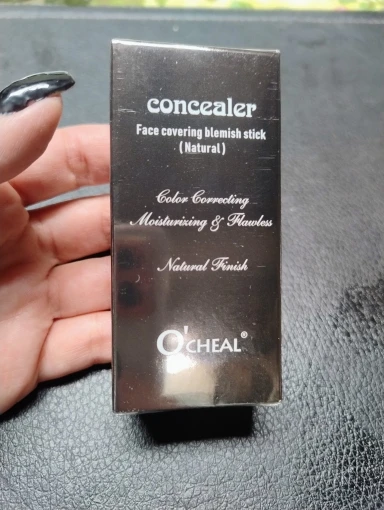 concealer
Face covering blemish stick
(Natural)
Color Correcting
Moisturizing & Flawless
Natural Finish
O'CHEAL®